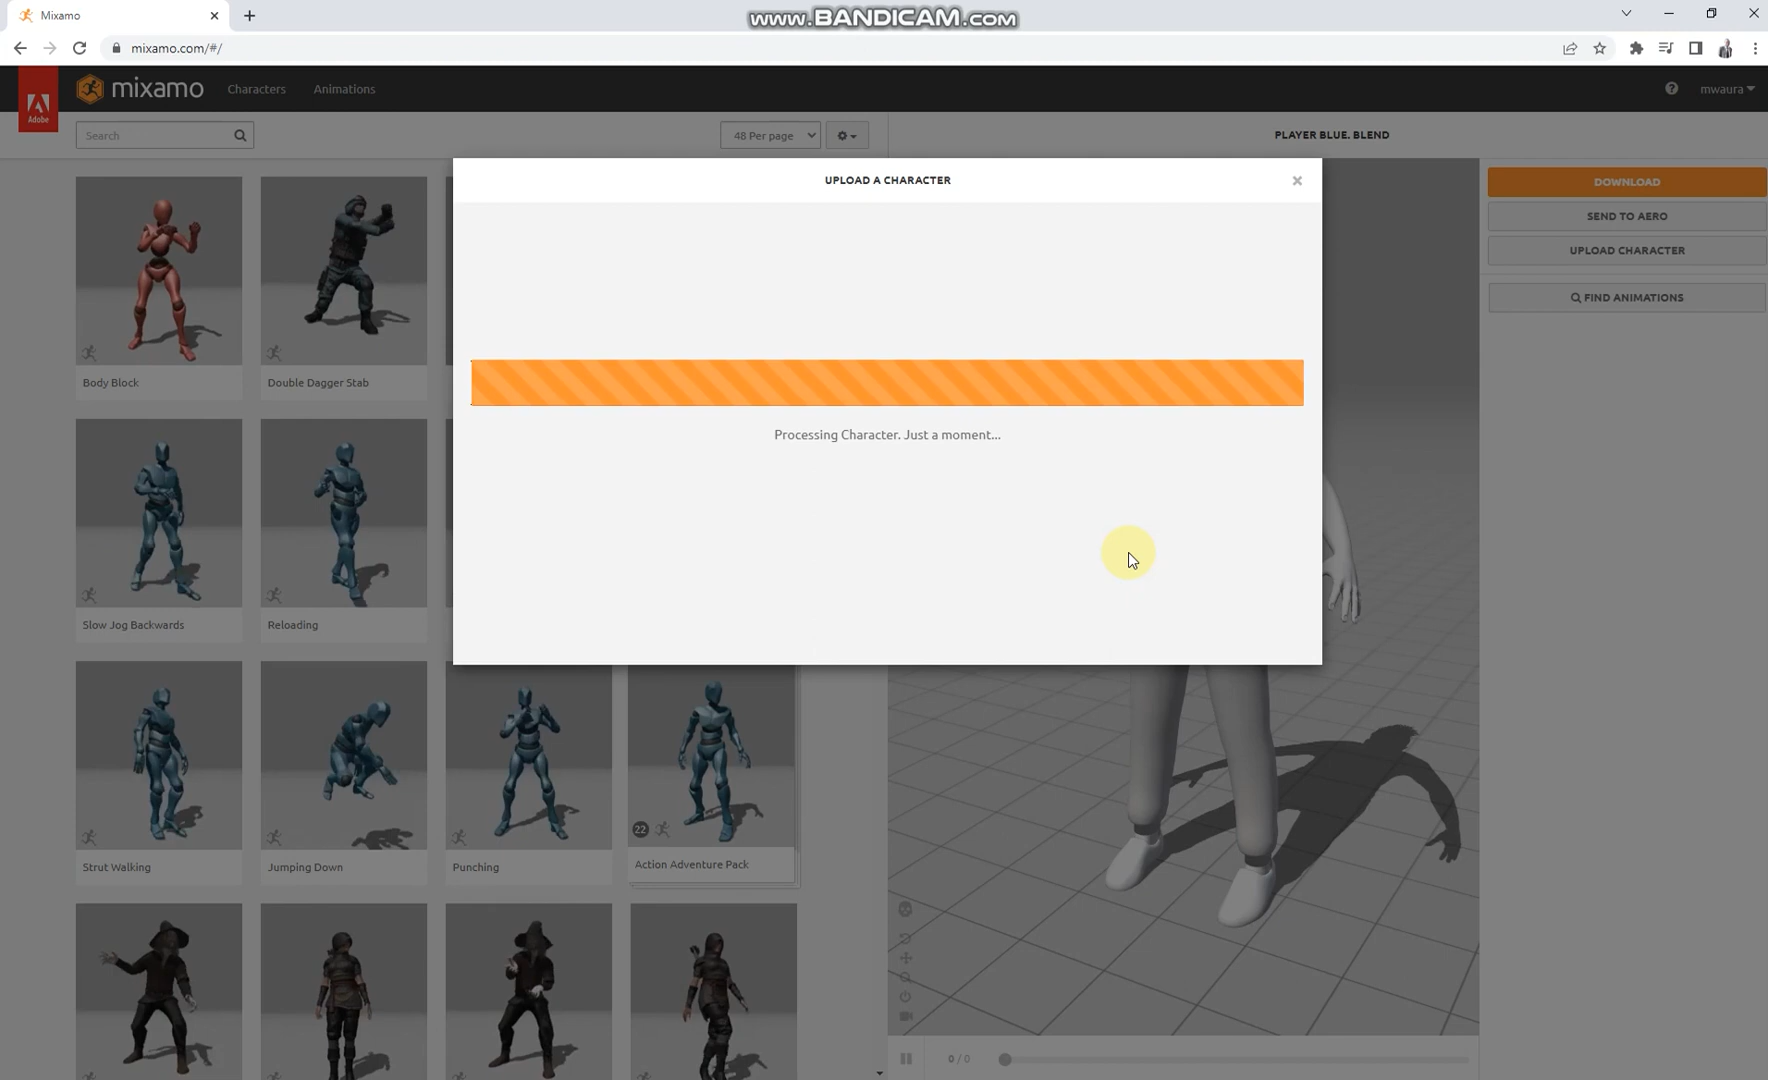 Mixamo
www.BANDICAM.com
mixamo.com/#/
Adobe
mixamo
Characters
Animations
mwaura
Search
48 Per page
PLAYER BLUE. BLEND
UPLOAD A CHARACTER
DOWNLOAD
SEND TO AERO
UPLOAD CHARACTER
FIND ANIMATIONS
Processing Character. Just a moment...
Body Block
Double Dagger Stab
Slow Jog Backwards
Reloading
22
Strut Walking
Jumping Down
Punching
Action Adventure Pack
0 / 0